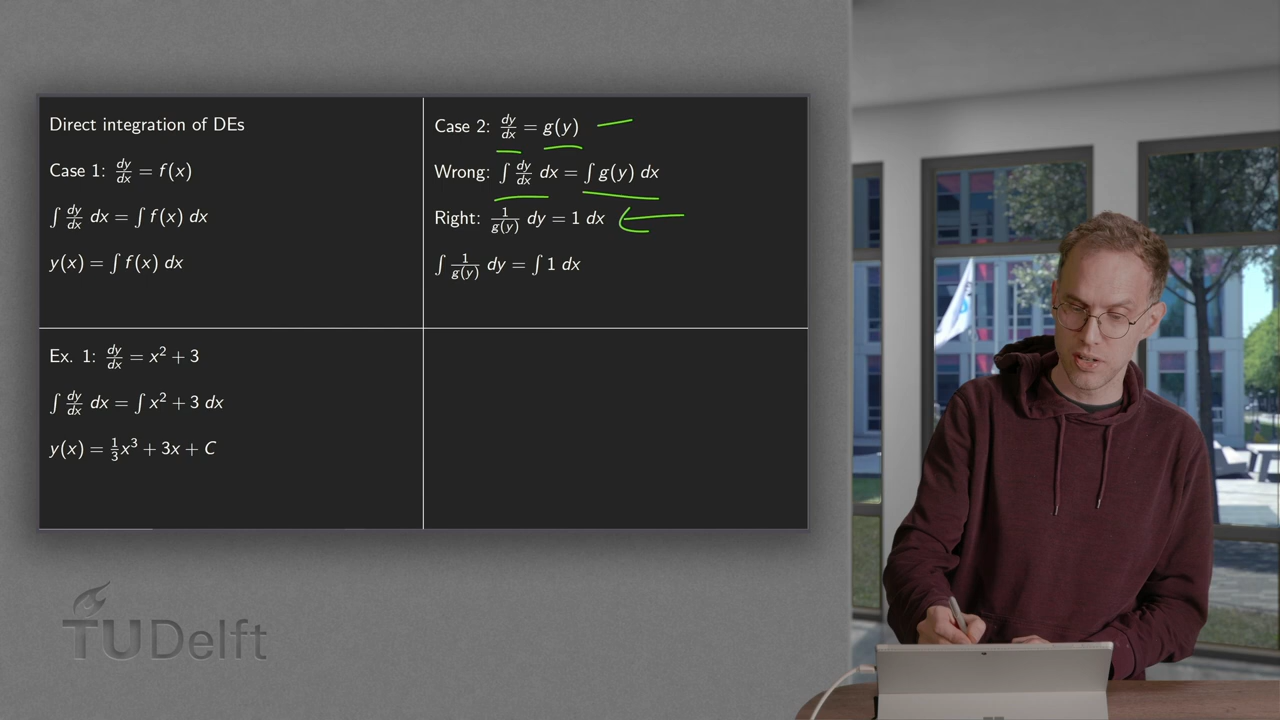 Direct integration of DEs
Case 1: dy/dx = f(x)
∫ dy/dx dx = ∫ f(x) dx
y(x) = ∫ f(x) dx
Case 2: dy/dx = g(y)
Wrong: ∫ dy/dx dx = ∫ g(y) dx
Right: 1/g(y) dy = 1 dx
∫ 1/g(y) dy = ∫ 1 dx
Ex. 1: dy/dx = x² + 3
∫ dy/dx dx = ∫ x² + 3 dx
y(x) = ⅓x³ + 3x + C
TUDelft